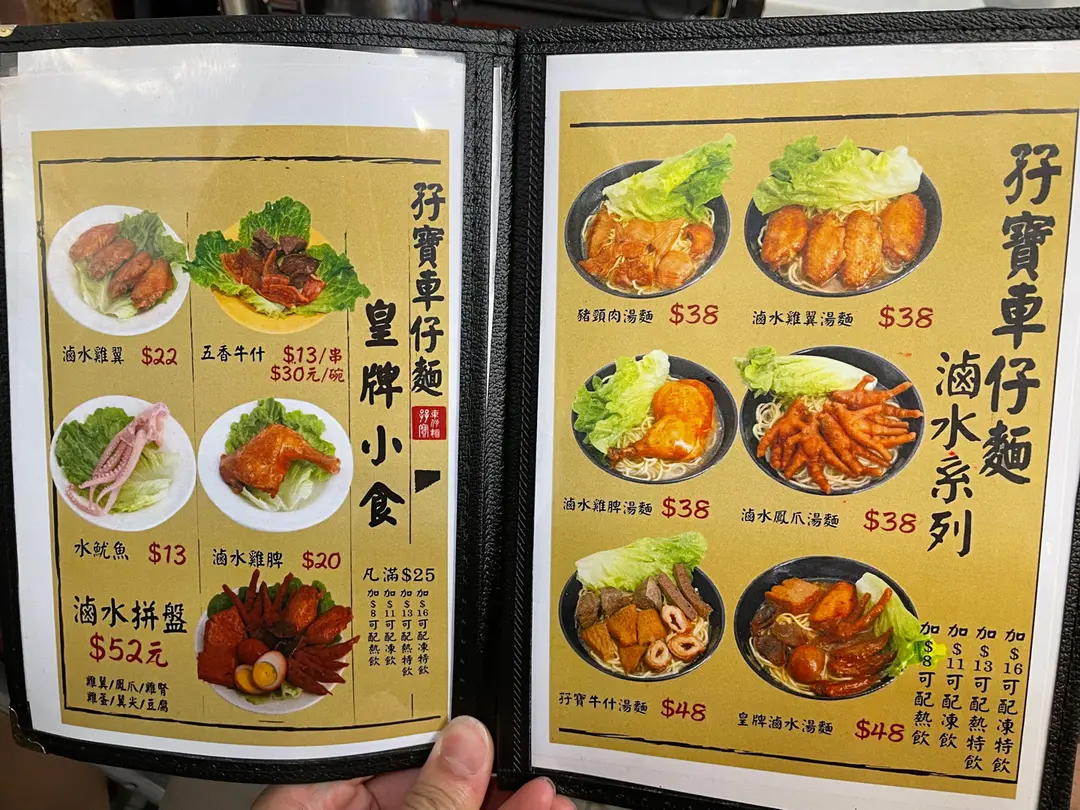 孖寶車仔麵
孖寶
車仔麵
皇牌小食
滷水雞翼 $22
五香牛什 $13/串
$30元/碗
水魷魚 $13
滷水雞髀 $20
滷水拼盤
$52元
雞翼/鳳爪/雞腎
雞蛋/翼尖/豆腐
凡滿$25
加$8可配熱飲
加$11可配凍飲
加$13可配熱特飲
加$16可配凍特飲
孖寶車仔麵
滷水系列
豬頸肉湯麵 $38
滷水雞翼湯麵 $38
滷水雞髀湯麵 $38
滷水鳳爪湯麵 $38
孖寶牛什湯麵 $48
皇牌滷水湯麵 $48
加$8可配熱飲
加$11可配凍飲
加$13可配熱特飲
加$16可配凍特飲